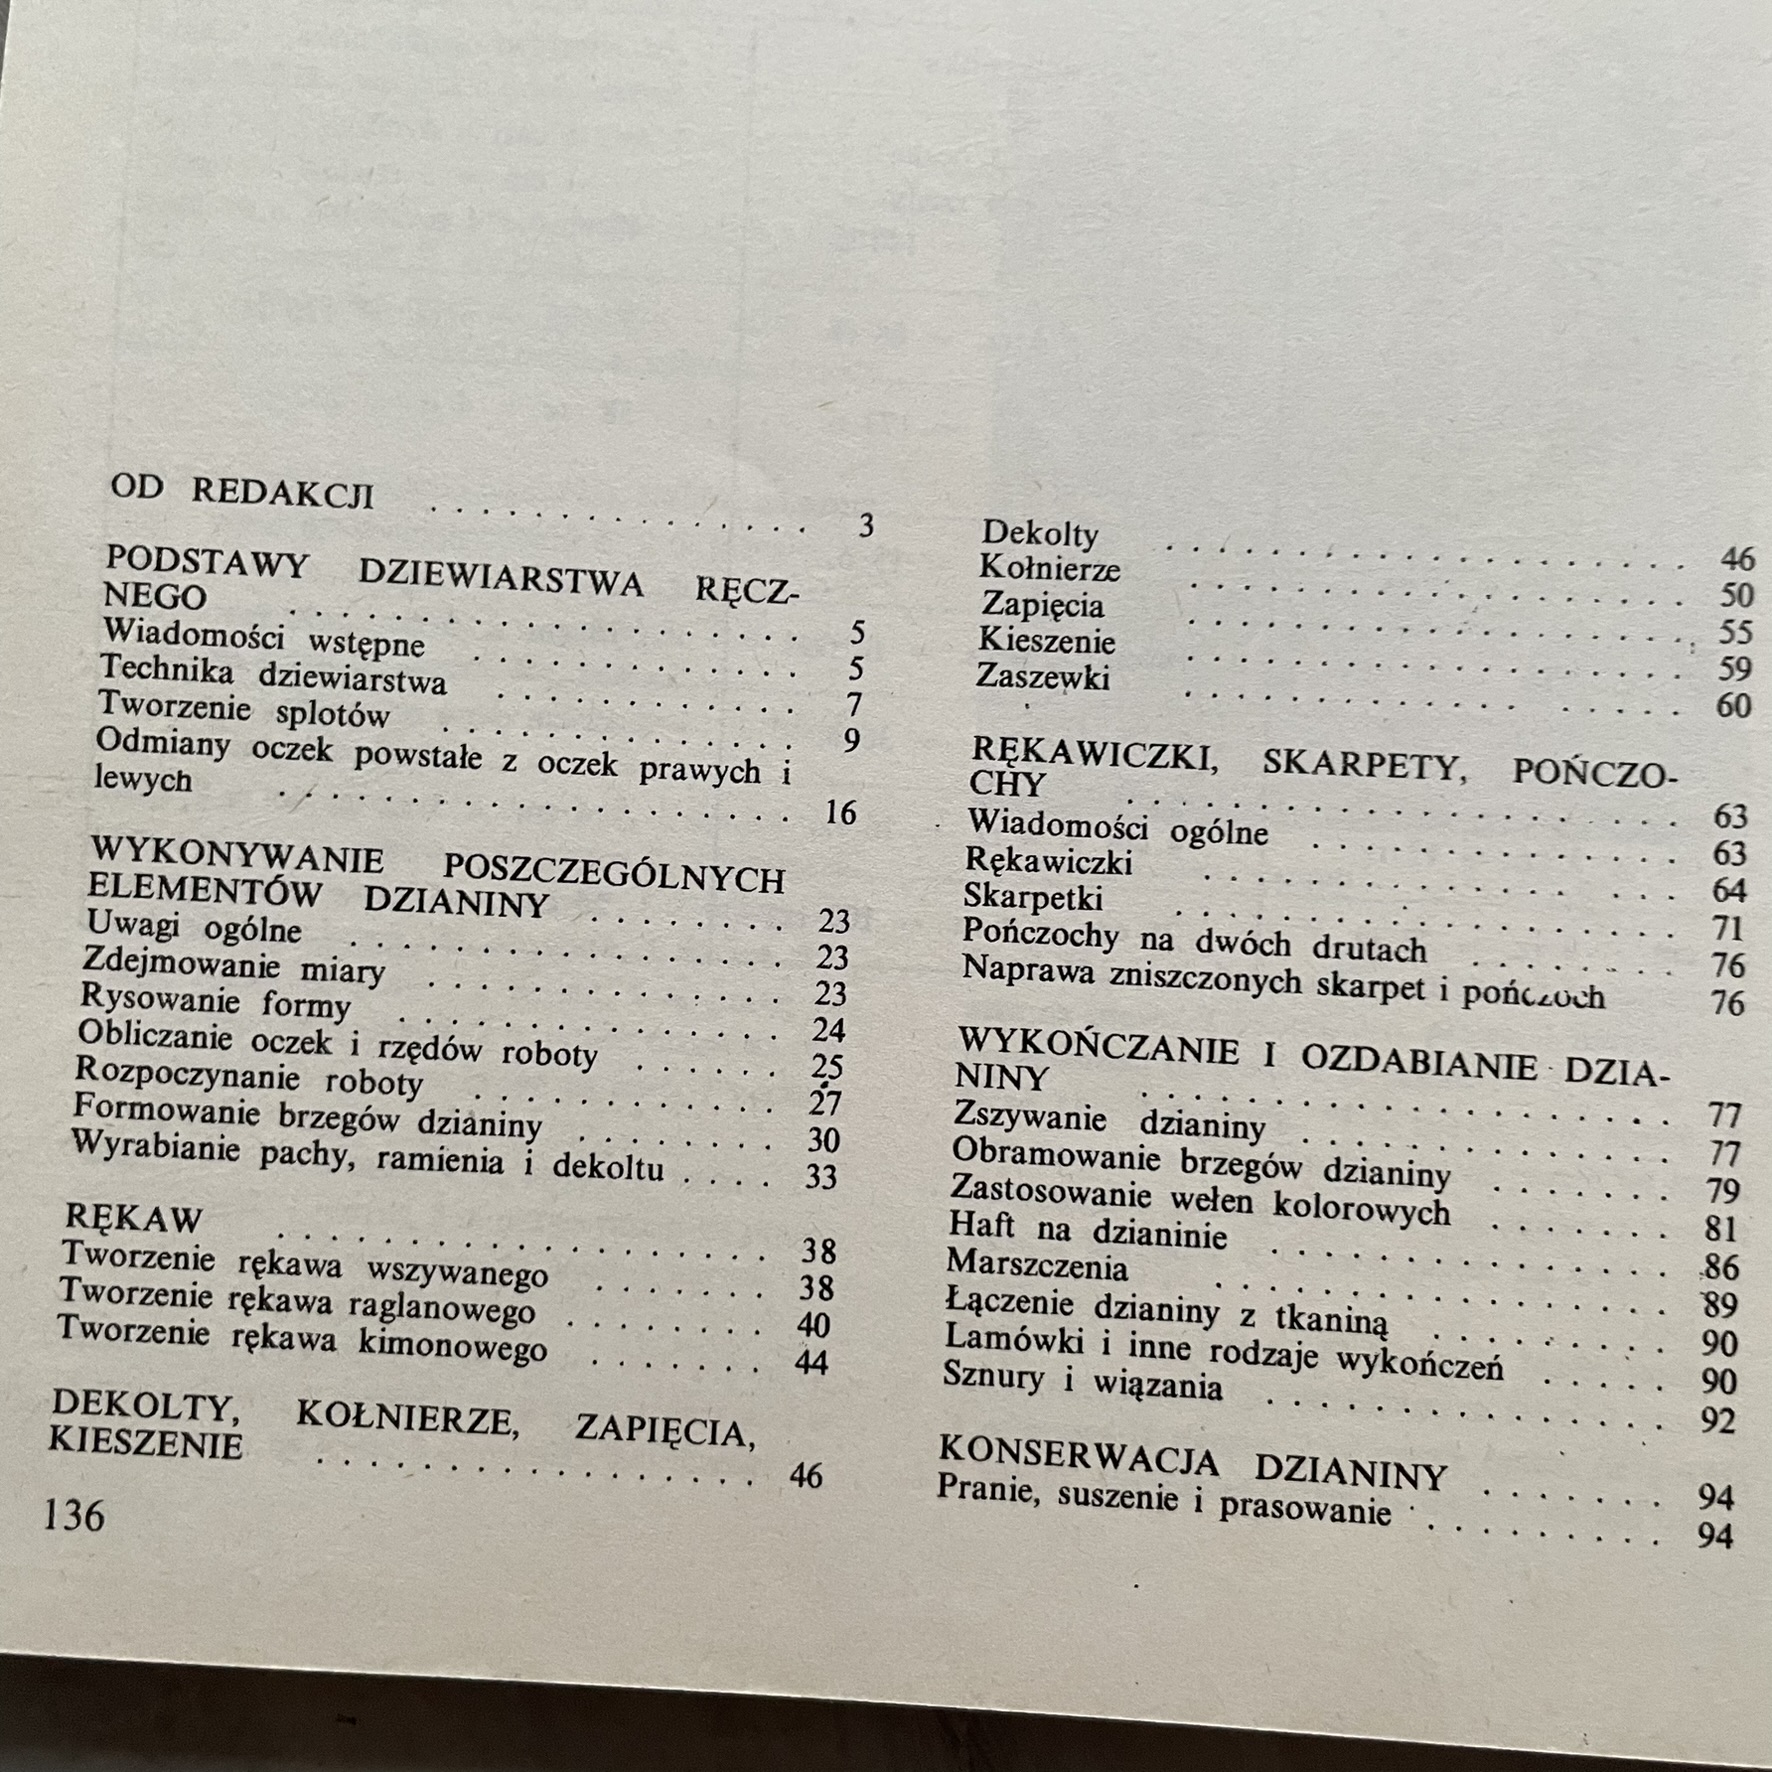 OD REDAKCJI . . . . . . . . . . . . . . . 3
PODSTAWY DZIEWIARSTWA RĘCZ-
NEGO . . . . . . . . . . . . . . . . . . . . 5
Wiadomości wstępne . . . . . . . . . . . . . 5
Technika dziewiarstwa . . . . . . . . . . . . 7
Tworzenie splotów . . . . . . . . . . . . . . 9
Odmiany oczek powstałe z oczek prawych i
lewych . . . . . . . . . . . . . . . . . . . . 16
WYKONYWANIE POSZCZEGÓLNYCH
ELEMENTÓW DZIANINY . . . . . . . . 23
Uwagi ogólne . . . . . . . . . . . . . . . . . 23
Zdejmowanie miary . . . . . . . . . . . . . . 23
Rysowanie formy . . . . . . . . . . . . . . . 24
Obliczanie oczek i rzędów roboty . . . . . . 25
Rozpoczynanie roboty . . . . . . . . . . . . 27
Formowanie brzegów dzianiny . . . . . . . . 30
Wyrabianie pachy, ramienia i dekoltu . . . . 33
RĘKAW . . . . . . . . . . . . . . . . . . . 38
Tworzenie rękawa wszywanego . . . . . . . 38
Tworzenie rękawa raglanowego . . . . . . . . 40
Tworzenie rękawa kimonowego . . . . . . . 44
DEKOLTY, KOŁNIERZE, ZAPIĘCIA,
KIESZENIE . . . . . . . . . . . . . . . . . 46
136
Dekolty . . . . . . . . . . . . . . . . . . . . 46
Kołnierze . . . . . . . . . . . . . . . . . . . 50
Zapięcia . . . . . . . . . . . . . . . . . . . . 55
Kieszenie . . . . . . . . . . . . . . . . . . . 59
Zaszewki . . . . . . . . . . . . . . . . . . . 60
RĘKAWICZKI, SKARPETY, POŃCZO-
CHY . . . . . . . . . . . . . . . . . . . . . 63
Wiadomości ogólne . . . . . . . . . . . . . . 63
Rękawiczki . . . . . . . . . . . . . . . . . . 64
Skarpetki . . . . . . . . . . . . . . . . . . . 71
Pończochy na dwóch drutach . . . . . . . . 76
Naprawa zniszczonych skarpet i pończoch 76
WYKOŃCZANIE I OZDABIANIE DZIA-
NINY . . . . . . . . . . . . . . . . . . . . 77
Zszywanie dzianiny . . . . . . . . . . . . . . 77
Obramowanie brzegów dzianiny . . . . . . . 79
Zastosowanie wełen kolorowych . . . . . . . 81
Haft na dzianinie . . . . . . . . . . . . . . . 86
Marszczenia . . . . . . . . . . . . . . . . . . 89
Łączenie dzianiny z tkaniną . . . . . . . . . 90
Lamówki i inne rodzaje wykończeń . . . . . 90
Sznury i wiązania . . . . . . . . . . . . . . . 92
KONSERWACJA DZIANINY . . . . . . . 94
Pranie, suszenie i prasowanie . . . . . . . . . 94